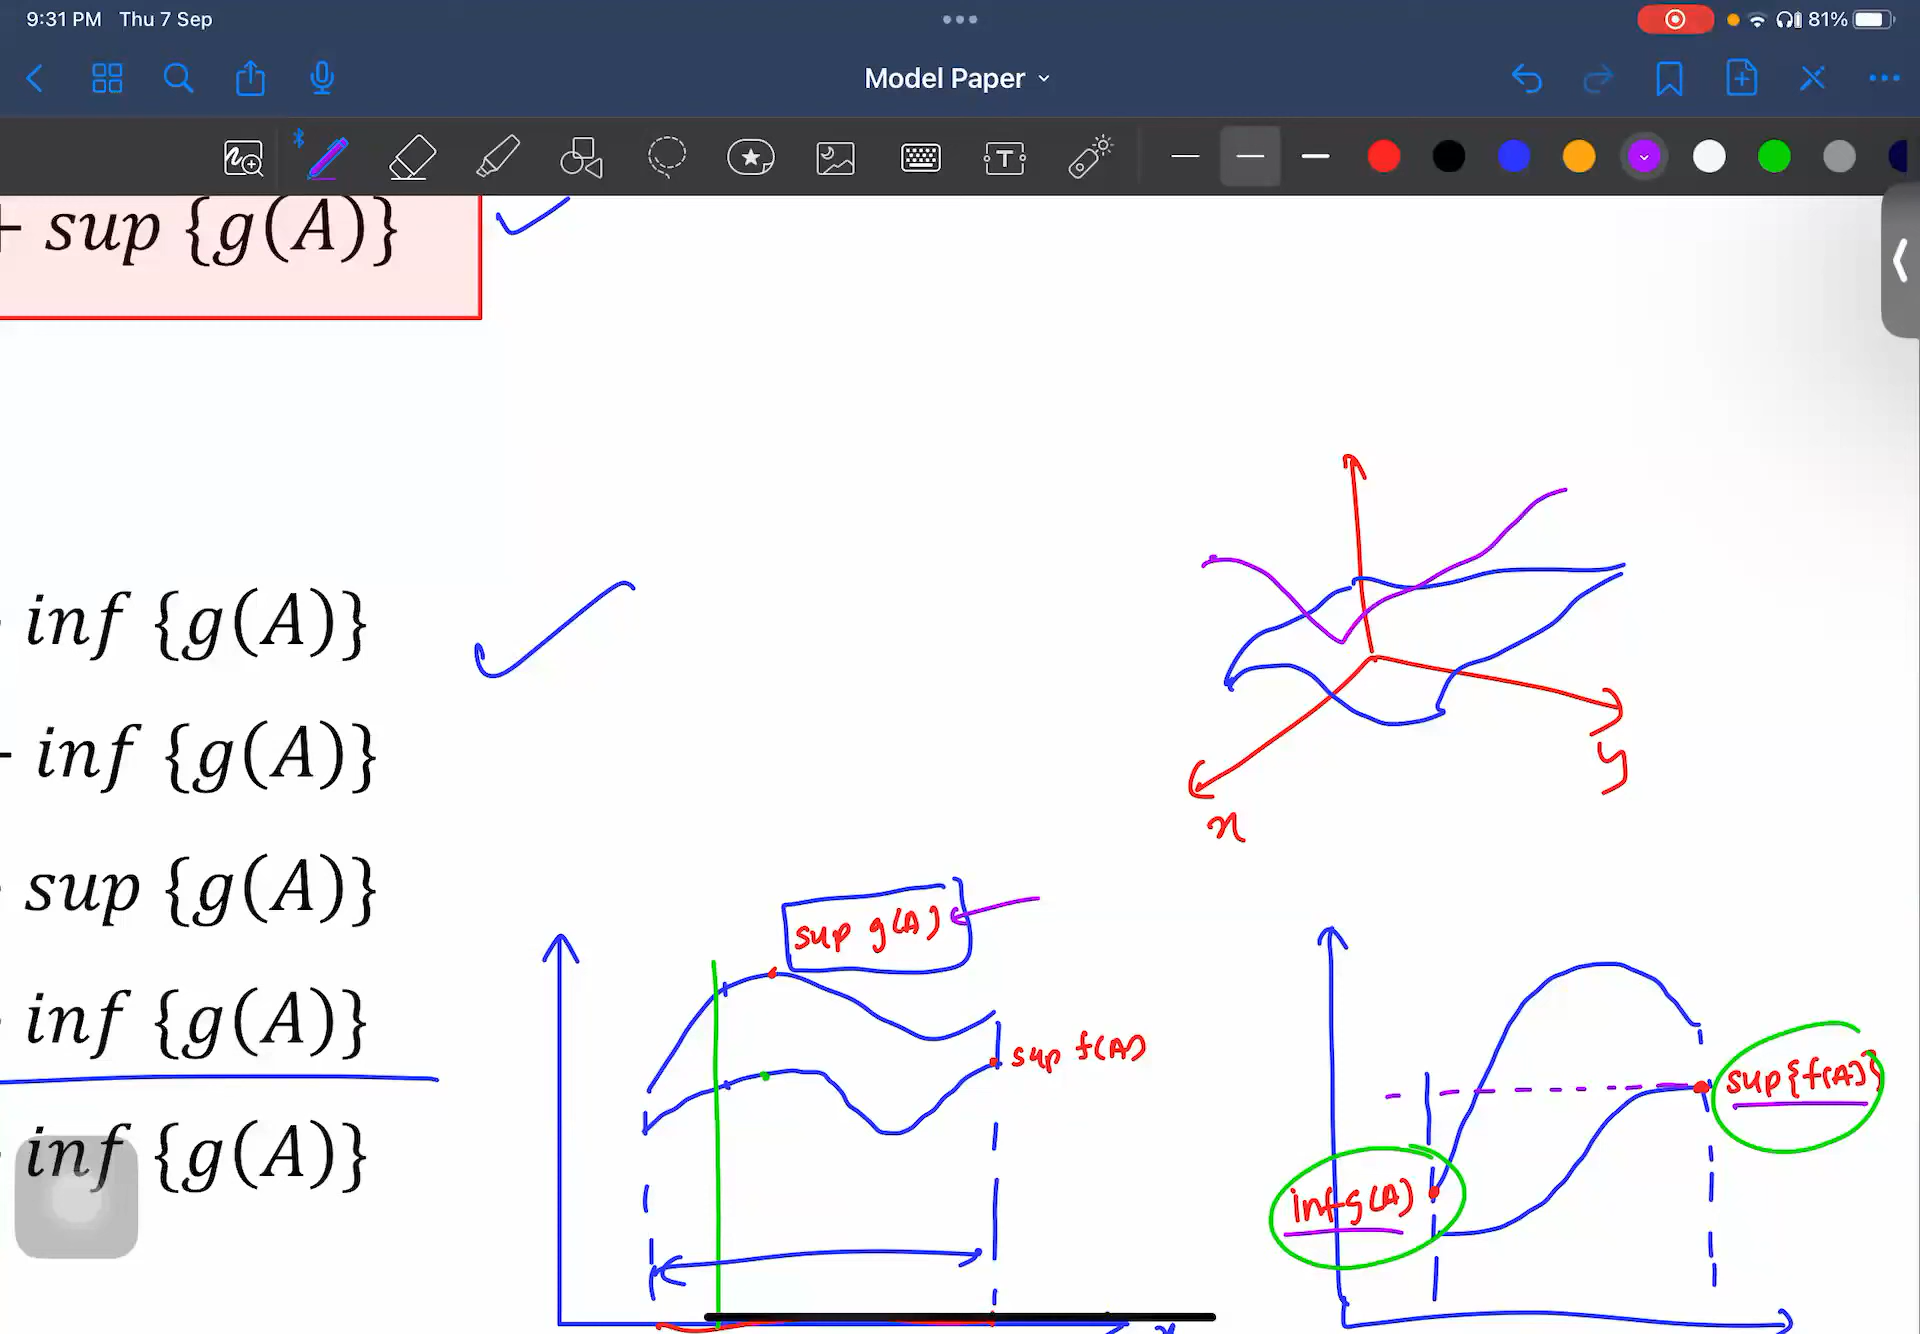 9:31 PM Thu 7 Sep
81%
Model Paper
T
+ sup {g(A)}
inf {g(A)}
- inf {g(A)}
sup {g(A)}
inf {g(A)}
inf {g(A)}
y
x
sup g(A)
sup f(A)
sup{f(A)}
inf g(A)
x